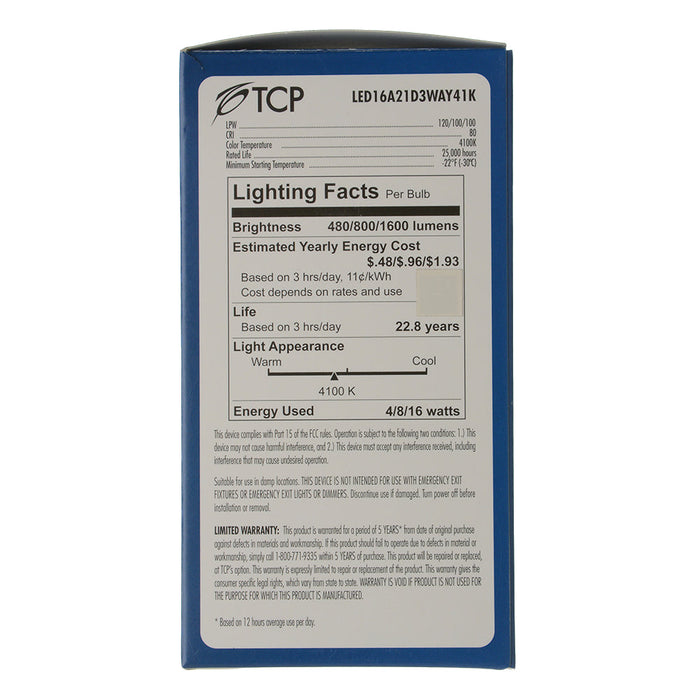 TCP LED16A21D3WAY41K
LPW 120/100/100
CRI 80
Color Temperature 4100K
Rated Life 25,000 hours
Minimum Starting Temperature -22°F (-30°C)
Lighting Facts Per Bulb
Brightness 480/800/1600 lumens
Estimated Yearly Energy Cost
$.48/$.96/$1.93
Based on 3 hrs/day, 11¢/kWh
Cost depends on rates and use
Life
Based on 3 hrs/day 22.8 years
Light Appearance
Warm Cool
4100 K
Energy Used 4/8/16 watts
This device complies with Part 15 of the FCC rules. Operation is subject to the following two conditions: 1.) This
device may not cause harmful interference, and 2.) This device must accept any interference received, including
interference that may cause undesired operation.
Suitable for use in damp locations. THIS DEVICE IS NOT INTENDED FOR USE WITH EMERGENCY EXIT
FIXTURES OR EMERGENCY EXIT LIGHTS OR DIMMERS. Discontinue use if damaged. Turn power off before
installation or removal.
LIMITED WARRANTY: This product is warranted for a period of 5 YEARS* from date of original purchase
against defects in materials and workmanship. If this product should fail to operate due to defects in material or
workmanship, simply call 1-800-771-9335 within 5 YEARS of purchase. This product will be repaired or replaced,
at TCP's option. This warranty is expressly limited to repair or replacement of the product. This warranty gives the
consumer specific legal rights, which vary from state to state. WARRANTY IS VOID IF PRODUCT IS NOT USED FOR
THE PURPOSE FOR WHICH THIS PRODUCT IS MANUFACTURED.
* Based on 12 hours average use per day.